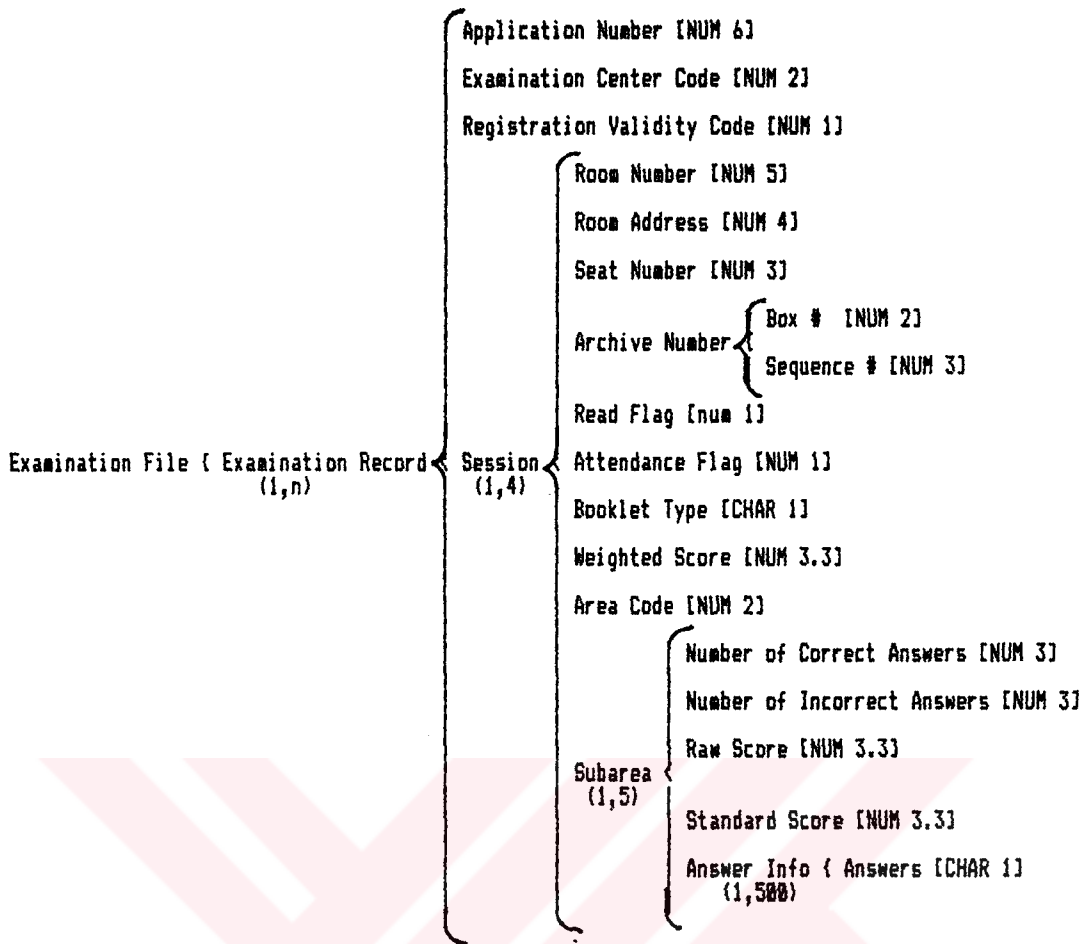 Application Number [NUM 6]
Examination Center Code [NUM 2]
Registration Validity Code [NUM 1]
Room Number [NUM 5]
Room Address [NUM 4]
Seat Number [NUM 3]
Archive Number { Box # [NUM 2]
Sequence # [NUM 3]
Read Flag [num 1]
Examination File { Examination Record { Session { Attendance Flag [NUM 1]
(1,n) (1,4)
Booklet Type [CHAR 1]
Weighted Score [NUM 3.3]
Area Code [NUM 2]
Number of Correct Answers [NUM 3]
Number of Incorrect Answers [NUM 3]
Raw Score [NUM 3.3]
Subarea {
(1,5)
Standard Score [NUM 3.3]
Answer Info { Answers [CHAR 1]
(1,500)